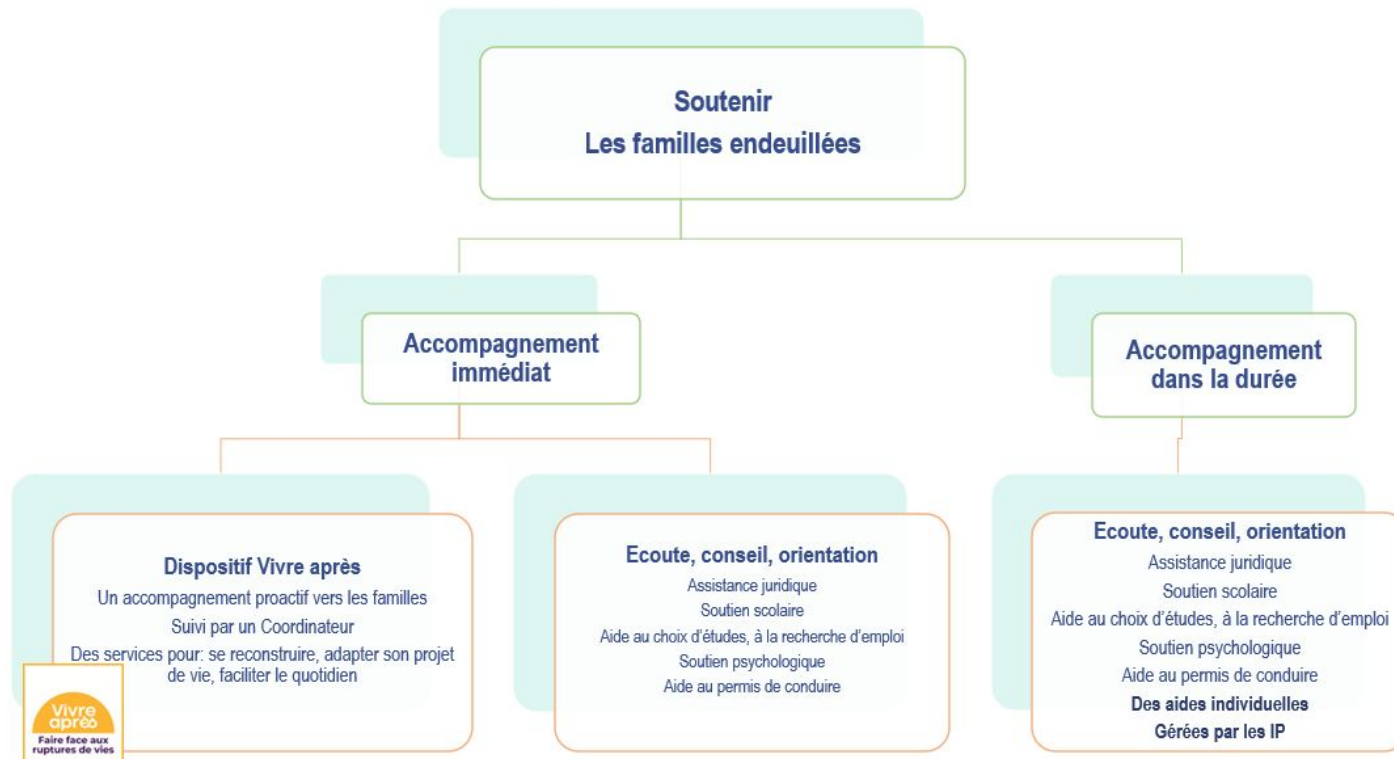 Soutenir
Les familles endeuillées
Accompagnement
immédiat
Accompagnement
dans la durée
Dispositif Vivre après
Un accompagnement proactif vers les familles
Suivi par un Coordinateur
Des services pour: se reconstruire, adapter son projet
de vie, faciliter le quotidien
Vivre
après
Faire face aux
ruptures de vies
Ecoute, conseil, orientation
Assistance juridique
Soutien scolaire
Aide au choix d'études, à la recherche d'emploi
Soutien psychologique
Aide au permis de conduire
Ecoute, conseil, orientation
Assistance juridique
Soutien scolaire
Aide au choix d'études, à la recherche d'emploi
Soutien psychologique
Aide au permis de conduire
Des aides individuelles
Gérées par les IP